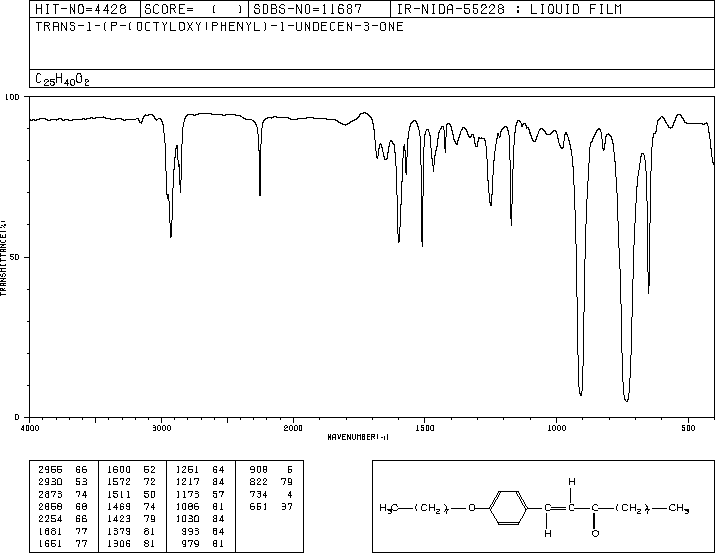 HIT-NO=4428 SCORE= ( ) SDBS-NO=11687 IR-NIDA-55228 : LIQUID FILM
TRANS-1-(P-(OCTYLOXY)PHENYL)-1-UNDECEN-3-ONE
C25H40O2
100
50
0
TRANSMITTANCE(%)
4000 3000 2000 1500 1000 500
WAVENUMBER(-1)
2955 66 1600 52 1251 64 908 6
2930 53 1572 72 1217 84 822 79
2873 74 1511 50 1173 57 734 4
2858 68 1469 74 1086 81 651 37
2254 66 1423 79 1030 84
1681 77 1379 81 993 84
1651 77 1306 81 979 81
H
H3C (CH2)7 O C C C (CH2)7 CH3
H O